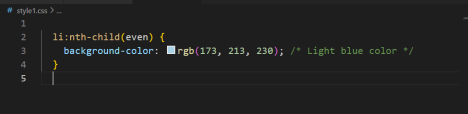 # style1.css > ...
1
2 li:nth-child(even) {
3 background-color: rgb(173, 213, 230); /* Light blue color */
4 }
5